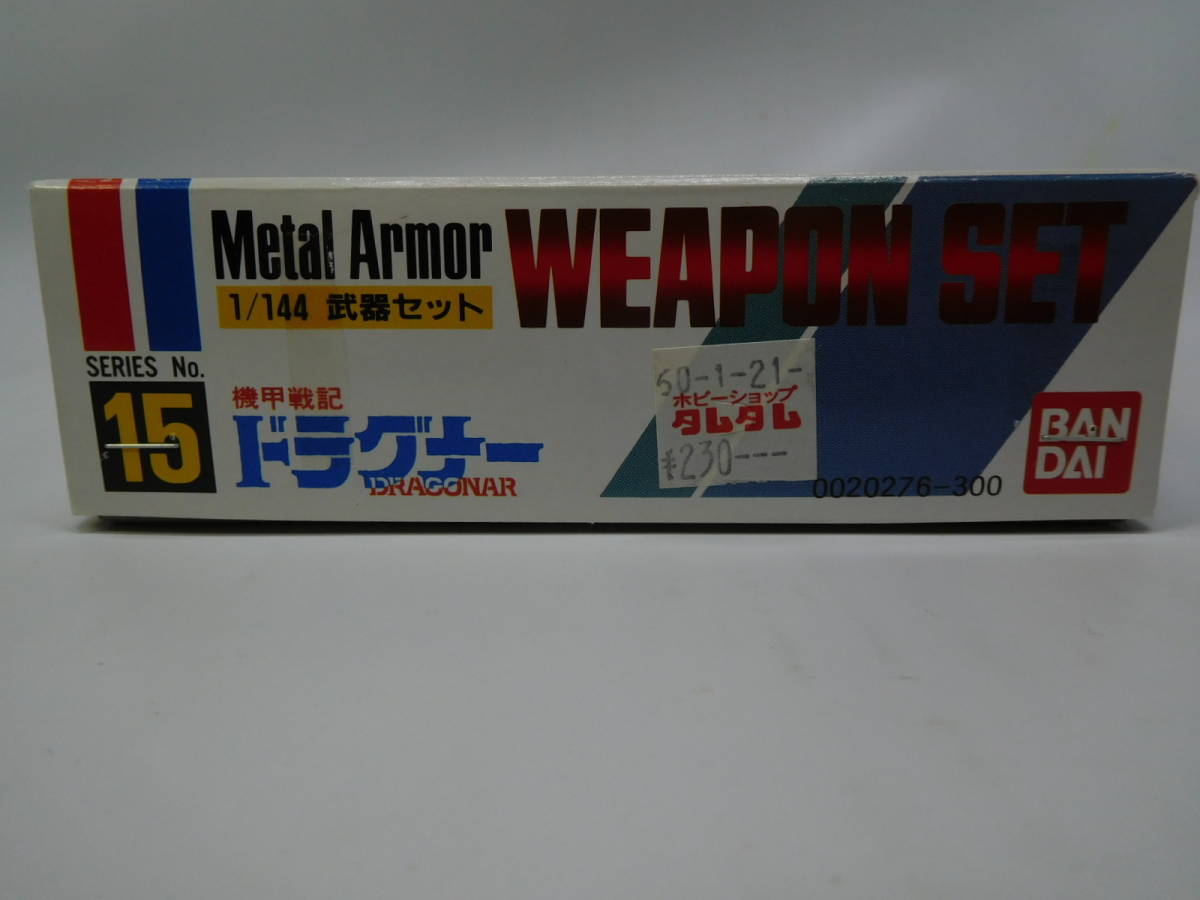 Metal Armor
WEAPON SET
1/144 武器セット
SERIES No.
15
機甲戦記
ドラグナー
DRAGONAR
50-1-21-
ホビーショップ
タムタム
¥230---
0020276-300
BAN
DAI